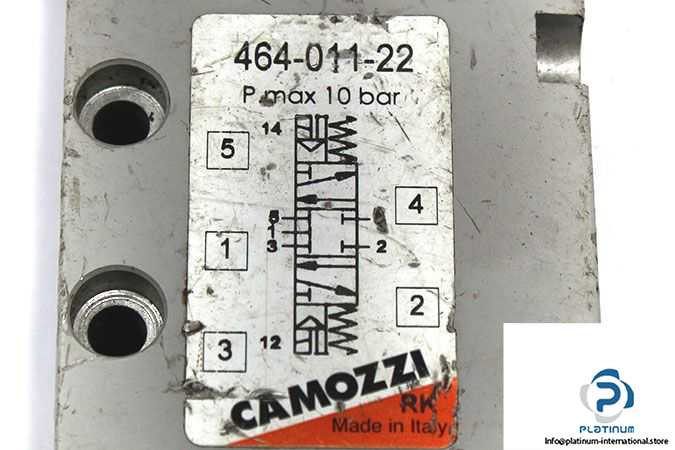 464-011-22
P max 10 bar
14
5
4
5
1
1
3
2
2
3
12
CAMOZZI
RK
Made in Italy
PLATINUM
info@platinum-international.store